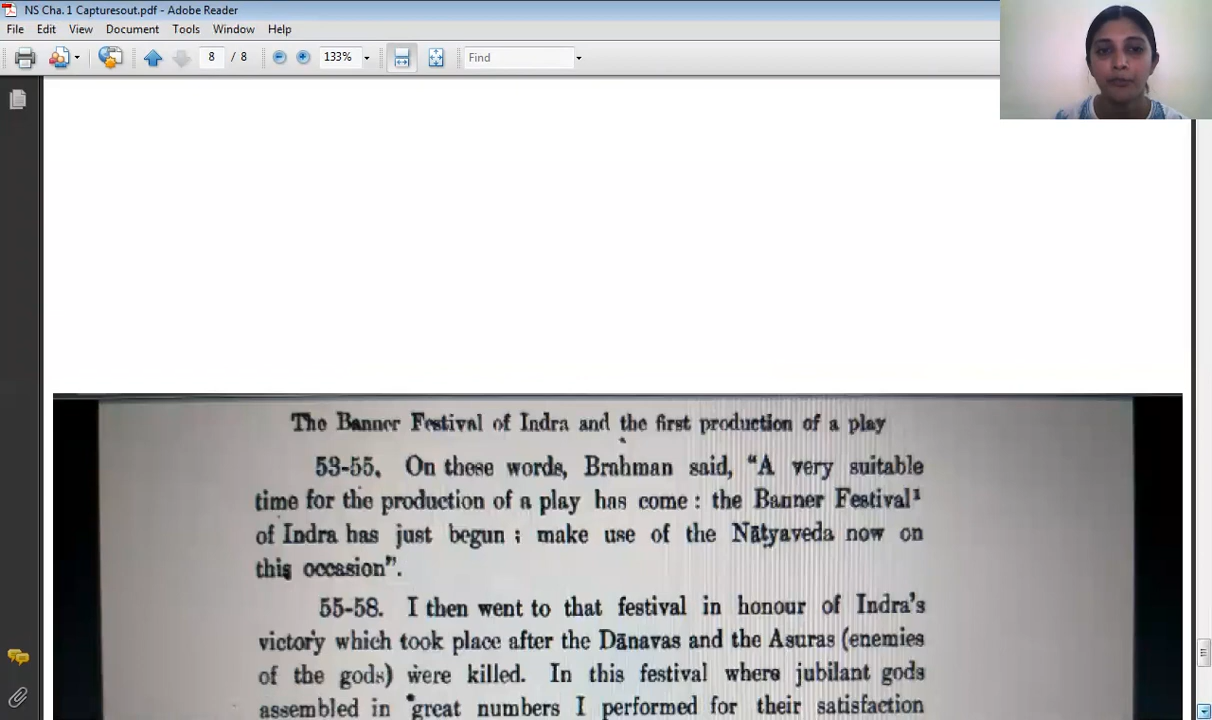 NS Cha. 1 Capturesout.pdf - Adobe Reader
File Edit View Document Tools Window Help
8 / 8 133% Find
The Banner Festival of Indra and the first production of a play
53-55. On these words, Brahman said, “A very suitable
time for the production of a play has come : the Banner Festival¹
of Indra has just begun ; make use of the Nāṭyaveda now on
this occasion”.
55-58. I then went to that festival in honour of Indra's
victory which took place after the Dānavas and the Asuras (enemies
of the gods) were killed. In this festival where jubilant gods
assembled in great numbers I performed for their satisfaction